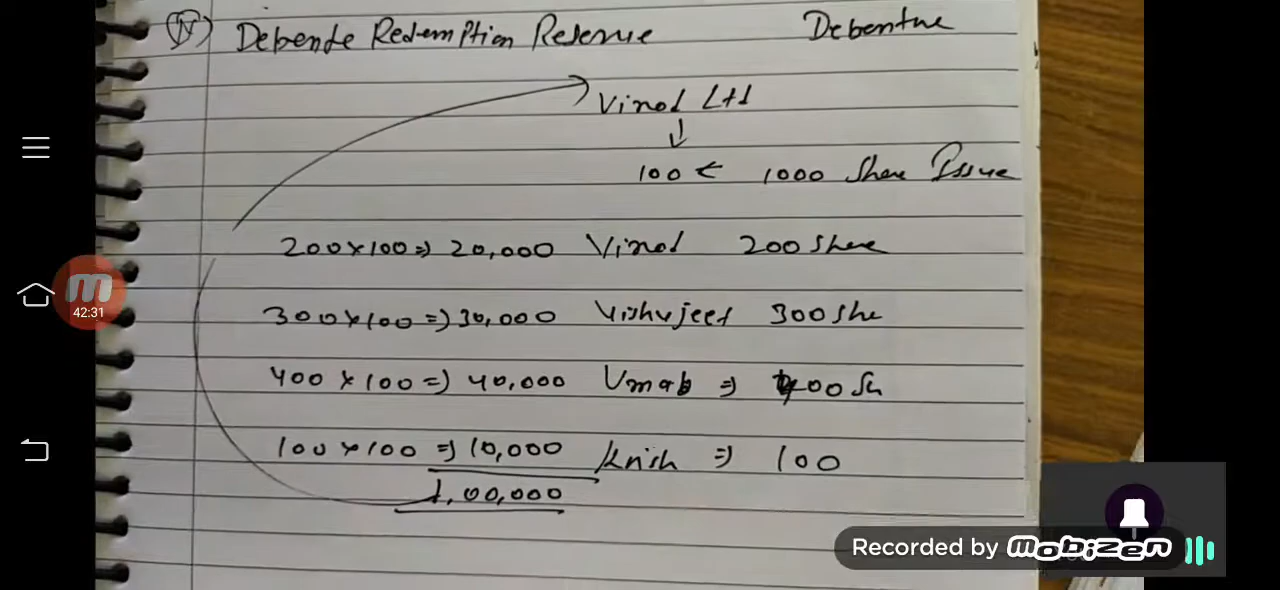 (IV) Debente Redemption Reserve Debenture
Vinod Ltd
↓
100 < 1000 Share Issue
200×100=) 20,000 Vinod 200 Share
300×100=) 30,000 Vishvjeet 300 Sha
400×100=) 40,000 Umab =) 400 Sh
100×100 =) 10,000 Krish =) 100
1,00,000
42:31
Recorded by mobizen